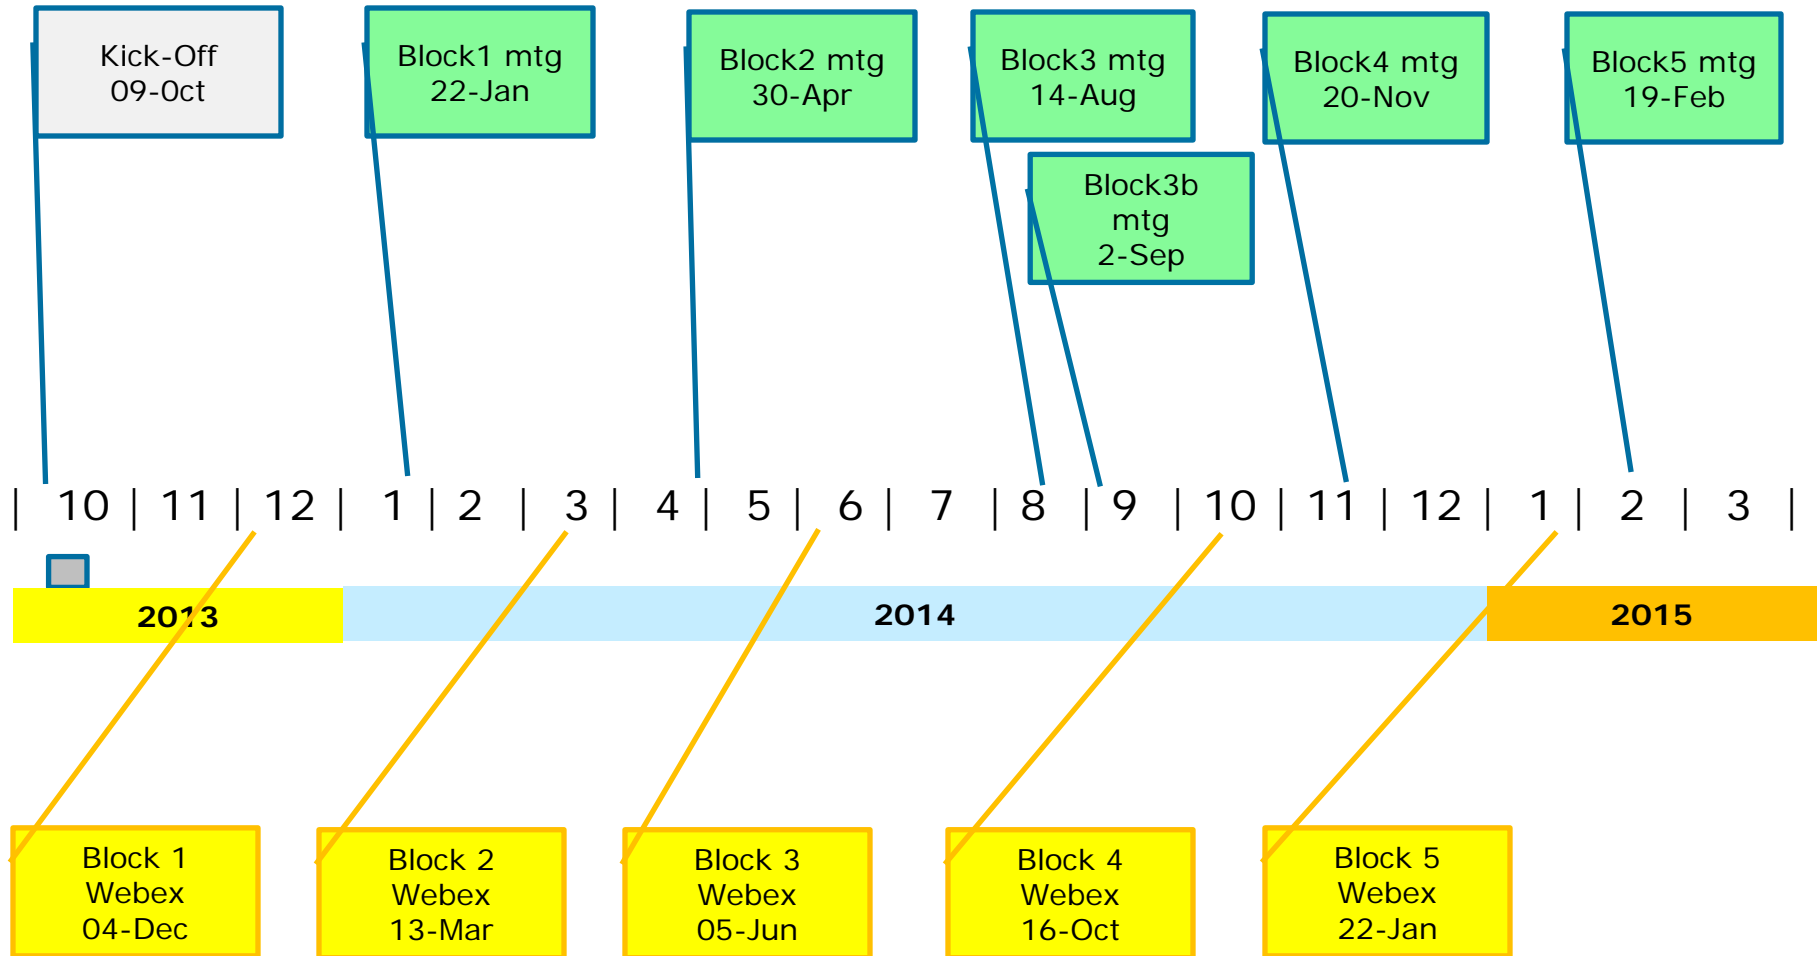 Kick-Off
09-Oct
Block1 mtg
22-Jan
Block2 mtg
30-Apr
Block3 mtg
14-Aug
Block4 mtg
20-Nov
Block5 mtg
19-Feb
Block3b
mtg
2-Sep
| 10 | 11 | 12 | 1 | 2 | 3 | 4 | 5 | 6 | 7 | 8 | 9 | 10 | 11 | 12 | 1 | 2 | 3 |
2013 2014 2015
Block 1
Webex
04-Dec
Block 2
Webex
13-Mar
Block 3
Webex
05-Jun
Block 4
Webex
16-Oct
Block 5
Webex
22-Jan